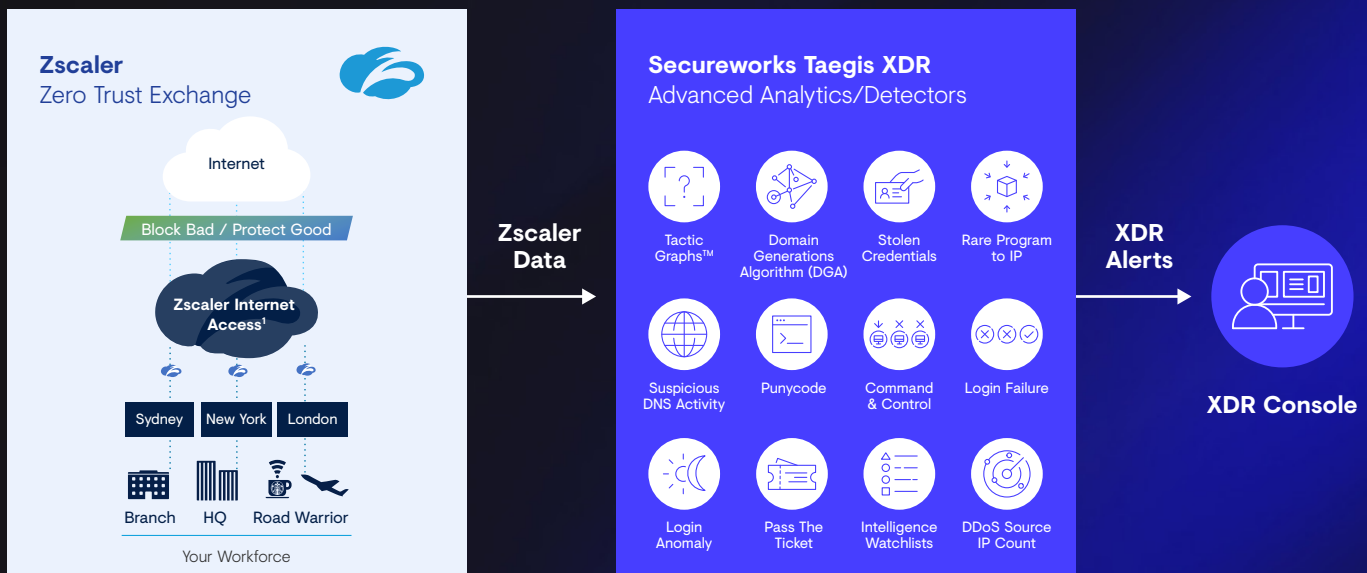 Zscaler
Zero Trust Exchange
Internet
Block Bad / Protect Good
Zscaler Internet
Access¹
Sydney
New York
London
Branch
HQ
Road Warrior
Your Workforce
Zscaler
Data
Secureworks Taegis XDR
Advanced Analytics/Detectors
?
Tactic
Graphs™
Domain
Generations
Algorithm (DGA)
Stolen
Credentials
Rare Program
to IP
Suspicious
DNS Activity
Punycode
Command
& Control
Login Failure
Login
Anomaly
Pass The
Ticket
Intelligence
Watchlists
DDoS Source
IP Count
XDR
Alerts
XDR Console